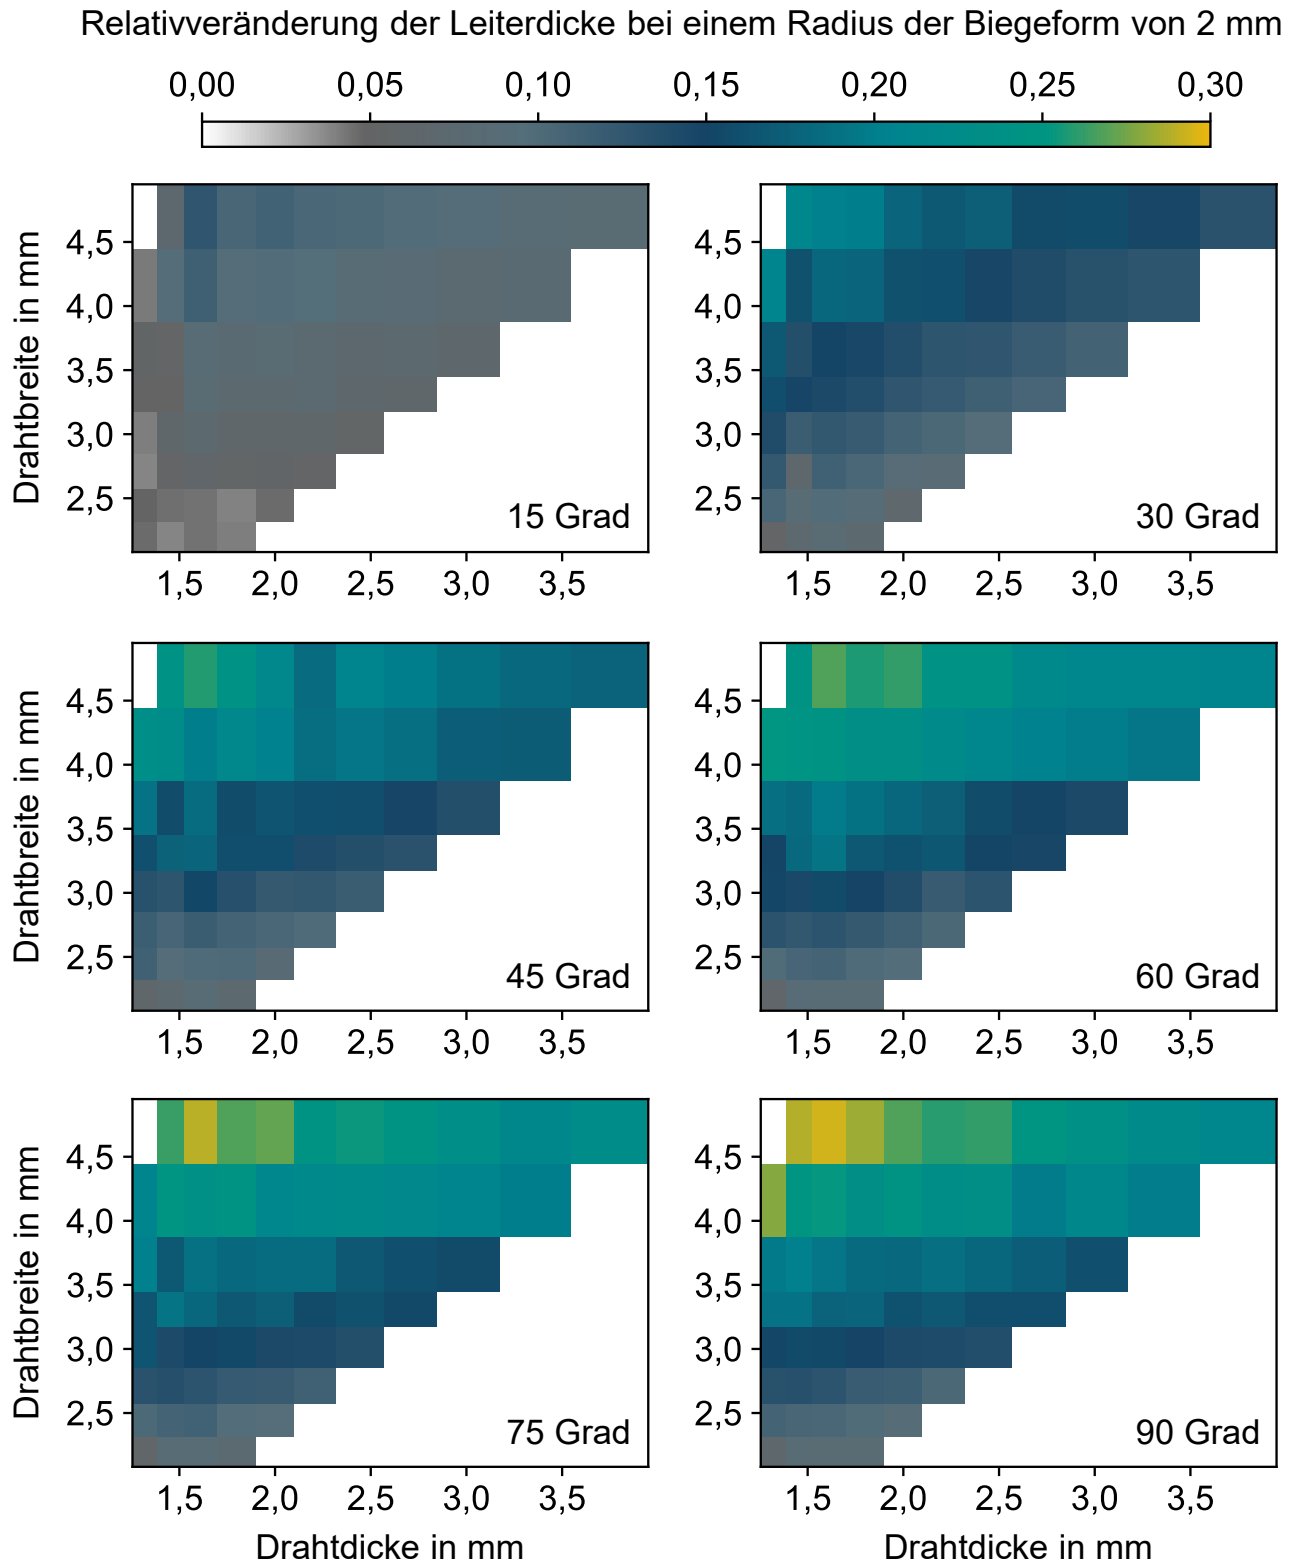 Relativveränderung der Leiterdicke bei einem Radius der Biegeform von 2 mm
0,00 0,05 0,10 0,15 0,20 0,25 0,30
Drahtbreite in mm
4,5
4,0
3,5
3,0
2,5
15 Grad
1,5 2,0 2,5 3,0 3,5
4,5
4,0
3,5
3,0
2,5
30 Grad
1,5 2,0 2,5 3,0 3,5
Drahtbreite in mm
4,5
4,0
3,5
3,0
2,5
45 Grad
1,5 2,0 2,5 3,0 3,5
4,5
4,0
3,5
3,0
2,5
60 Grad
1,5 2,0 2,5 3,0 3,5
Drahtbreite in mm
4,5
4,0
3,5
3,0
2,5
75 Grad
1,5 2,0 2,5 3,0 3,5
Drahtdicke in mm
4,5
4,0
3,5
3,0
2,5
90 Grad
1,5 2,0 2,5 3,0 3,5
Drahtdicke in mm